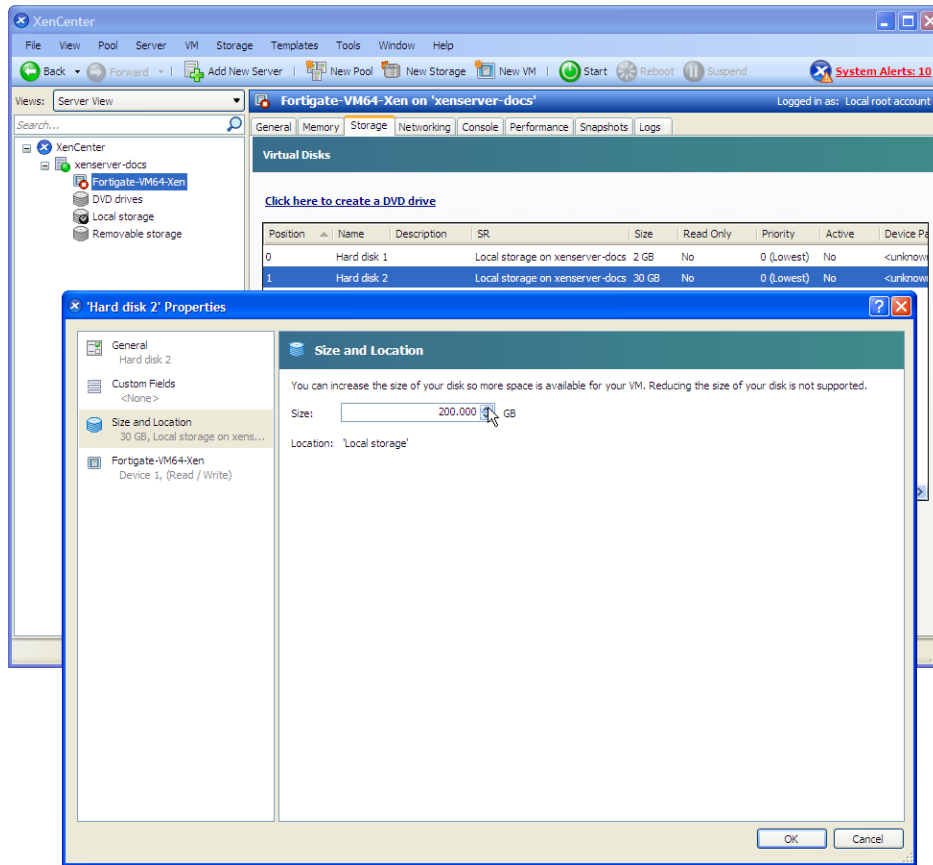 XenCenter
File View Pool Server VM Storage Templates Tools Window Help
Back Forward Add New Server New Pool New Storage New VM Start Reboot Suspend System Alerts: 10
Views: Server View Fortigate-VM64-Xen on 'xenserver-docs' Logged in as: Local root account
Search... General Memory Storage Networking Console Performance Snapshots Logs
XenCenter
xenserver-docs
Fortigate-VM64-Xen
DVD drives
Local storage
Removable storage
Virtual Disks
Click here to create a DVD drive
Position Name Description SR Size Read Only Priority Active Device Pa
0 Hard disk 1 Local storage on xenserver-docs 2 GB No 0 (Lowest) No <unknow
1 Hard disk 2 Local storage on xenserver-docs 30 GB No 0 (Lowest) No <unknow
'Hard disk 2' Properties
General
Hard disk 2
Custom Fields
<None>
Size and Location
30 GB, Local storage on xens...
Fortigate-VM64-Xen
Device 1, (Read / Write)
Size and Location
You can increase the size of your disk so more space is available for your VM. Reducing the size of your disk is not supported.
Size: 200.000 GB
Location: 'Local storage'
OK Cancel